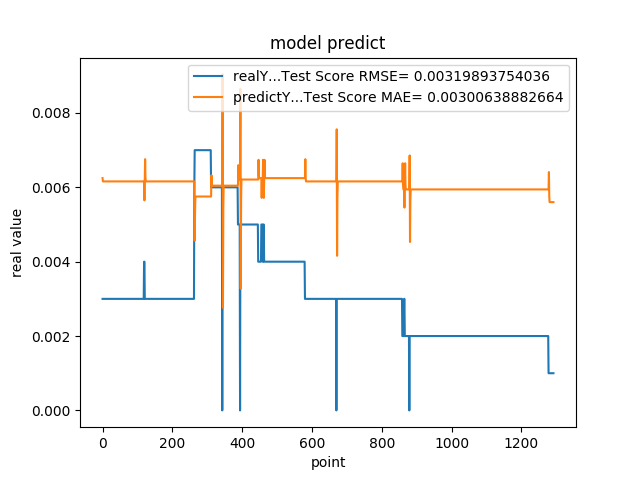 model predict
realY...Test Score RMSE= 0.00319893754036
predictY...Test Score MAE= 0.00300638882664
0.008
0.006
0.004
0.002
0.000
real value
0 200 400 600 800 1000 1200
point